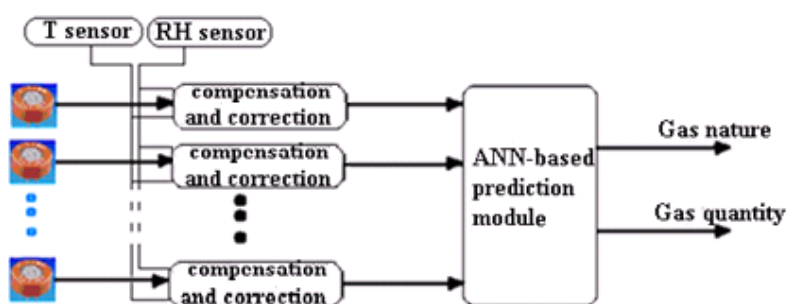 T sensor
RH sensor
compensation
and correction
compensation
and correction
compensation
and correction
ANN-based
prediction
module
Gas nature
Gas quantity